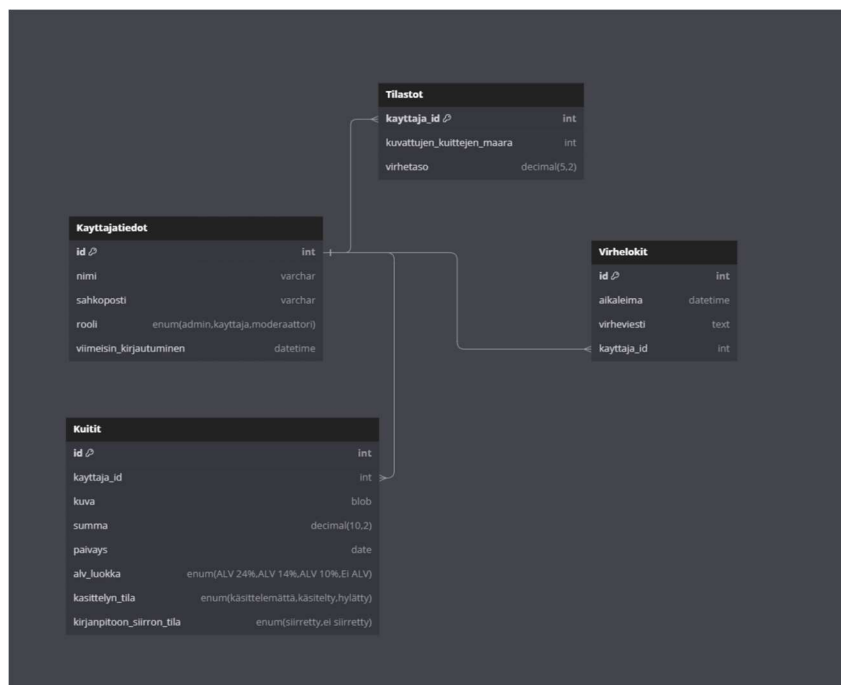 Tilastot
kayttaja_id int
kuvattujen_kuittejen_maara int
virhetaso decimal(5,2)
Kayttajatiedot
id int
nimi varchar
sahkoposti varchar
rooli enum(admin,kayttaja,moderaattori)
viimeisin_kirjautuminen datetime
Virhelokit
id int
aikaleima datetime
virheviesti text
kayttaja_id int
Kuitit
id int
kayttaja_id int
kuva blob
summa decimal(10,2)
paivays date
alv_luokka enum(ALV 24%,ALV 14%,ALV 10%,Ei ALV)
kasittelyn_tila enum(käsittelemättä,käsitelty,hylätty)
kirjanpitoon_siirron_tila enum(siirretty,ei siirretty)